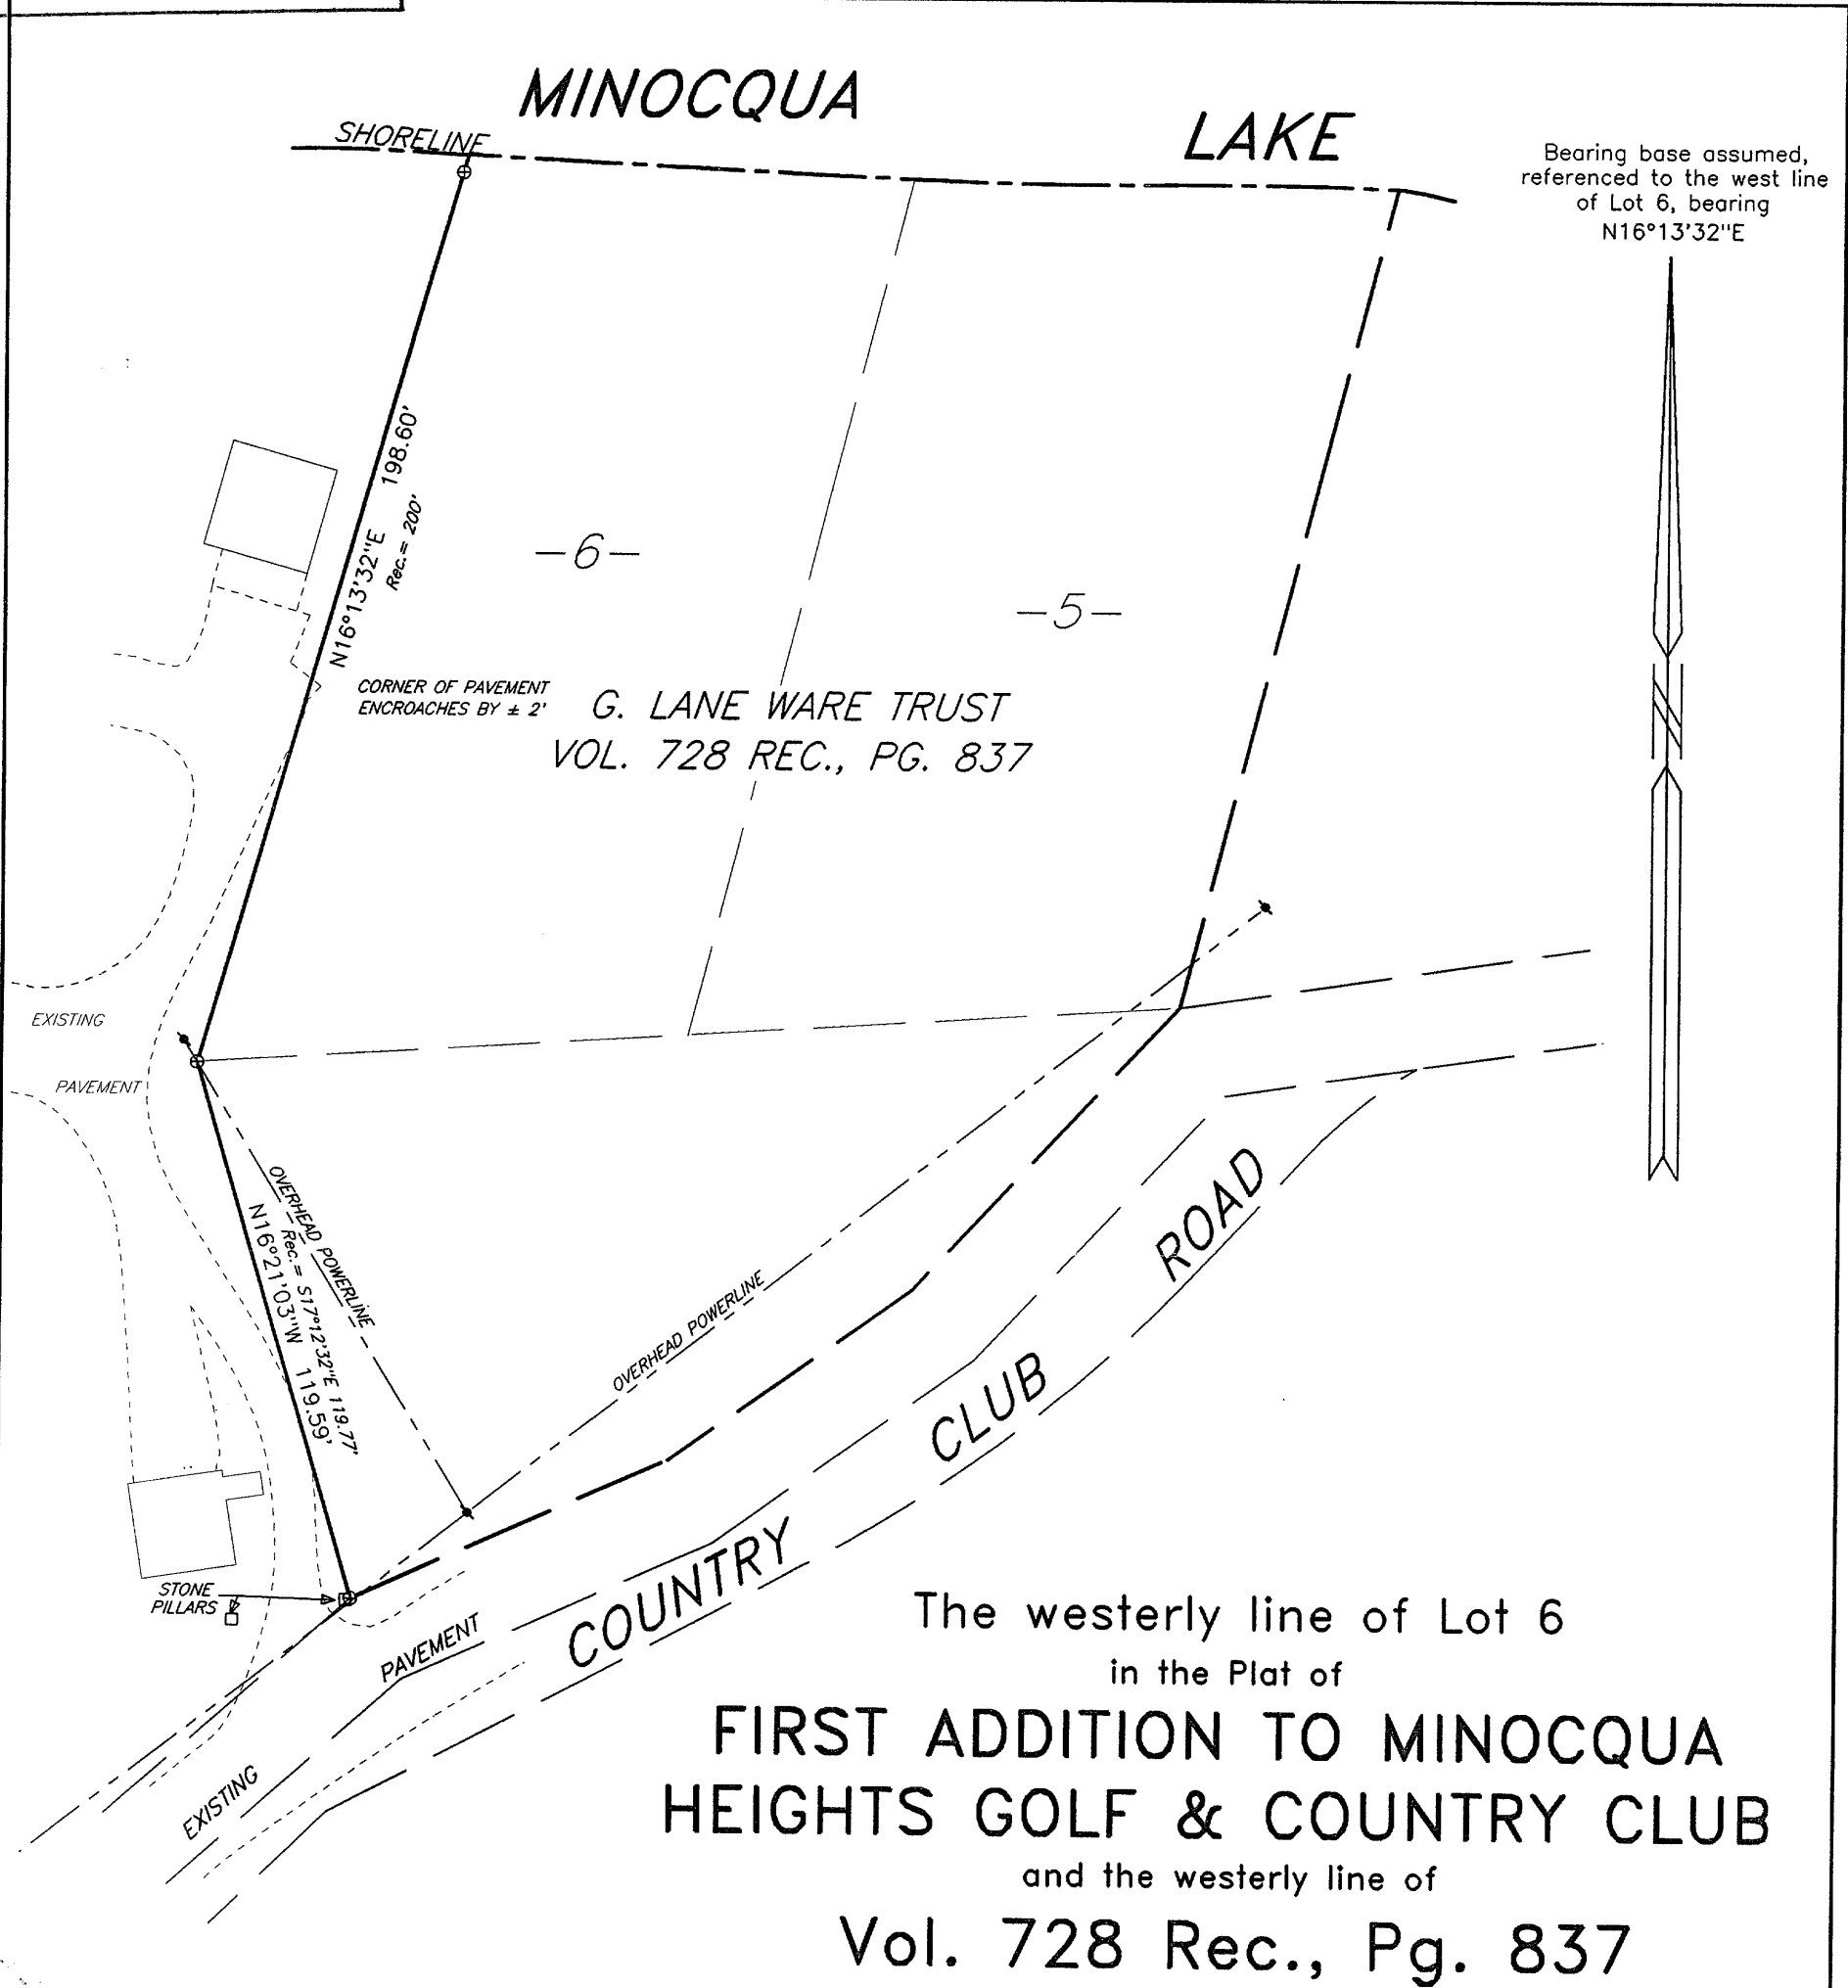 MINOCQUA
LAKE
SHORELINE
Bearing base assumed,
referenced to the west line
of Lot 6, bearing
N16°13'32"E
N16°13'32"E 198.60'
Rec.= 200'
-6-
-5-
CORNER OF PAVEMENT
ENCROACHES BY ± 2'
G. LANE WARE TRUST
VOL. 728 REC., PG. 837
EXISTING
PAVEMENT
OVERHEAD POWERLINE
Rec.= S17°12'32"E 119.77'
N16°21'03"W 119.59'
OVERHEAD POWERLINE
STONE
PILLARS
EXISTING
PAVEMENT
COUNTRY
CLUB
ROAD
The westerly line of Lot 6
in the Plat of
FIRST ADDITION TO MINOCQUA
HEIGHTS GOLF & COUNTRY CLUB
and the westerly line of
Vol. 728 Rec., Pg. 837